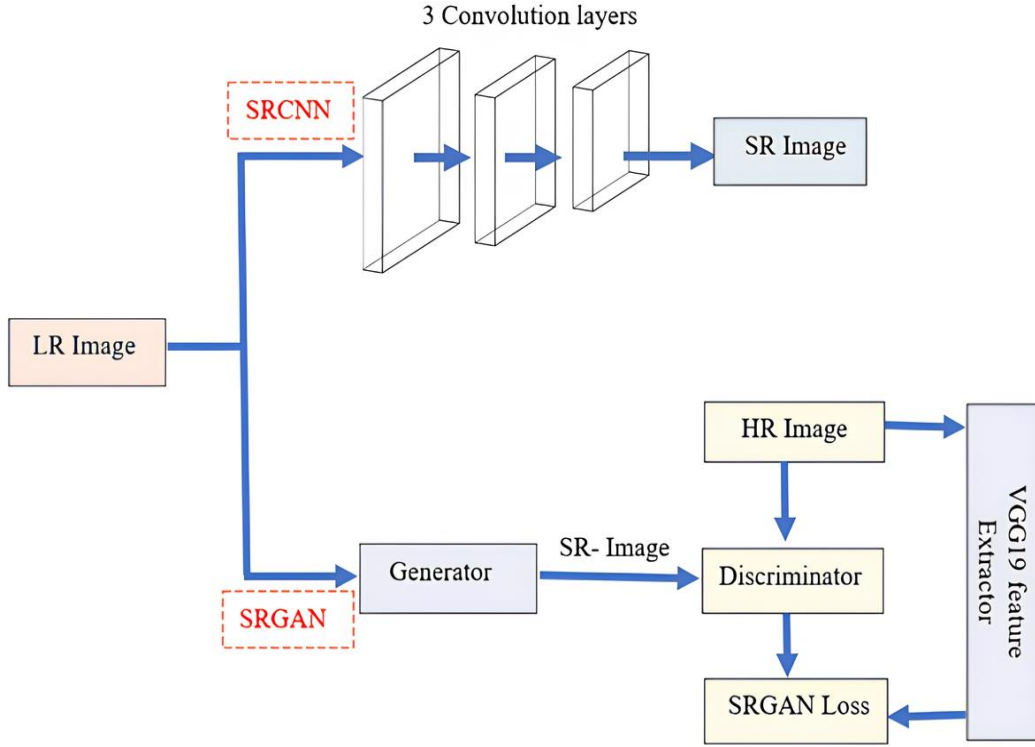 3 Convolution layers
SRCNN
SR Image
LR Image
HR Image
VGG19 feature
Extractor
SR- Image
Generator
Discriminator
SRGAN
SRGAN Loss